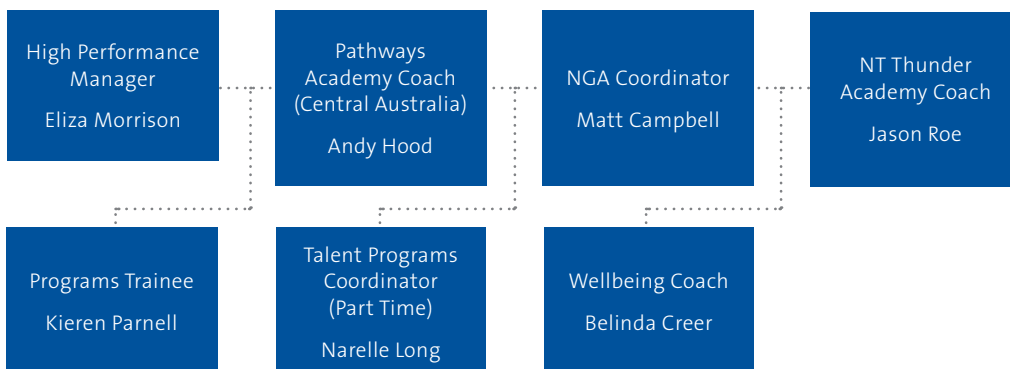 High Performance
Manager
Eliza Morrison
Pathways
Academy Coach
(Central Australia)
Andy Hood
NGA Coordinator
Matt Campbell
NT Thunder
Academy Coach
Jason Roe
Programs Trainee
Kieren Parnell
Talent Programs
Coordinator
(Part Time)
Narelle Long
Wellbeing Coach
Belinda Creer